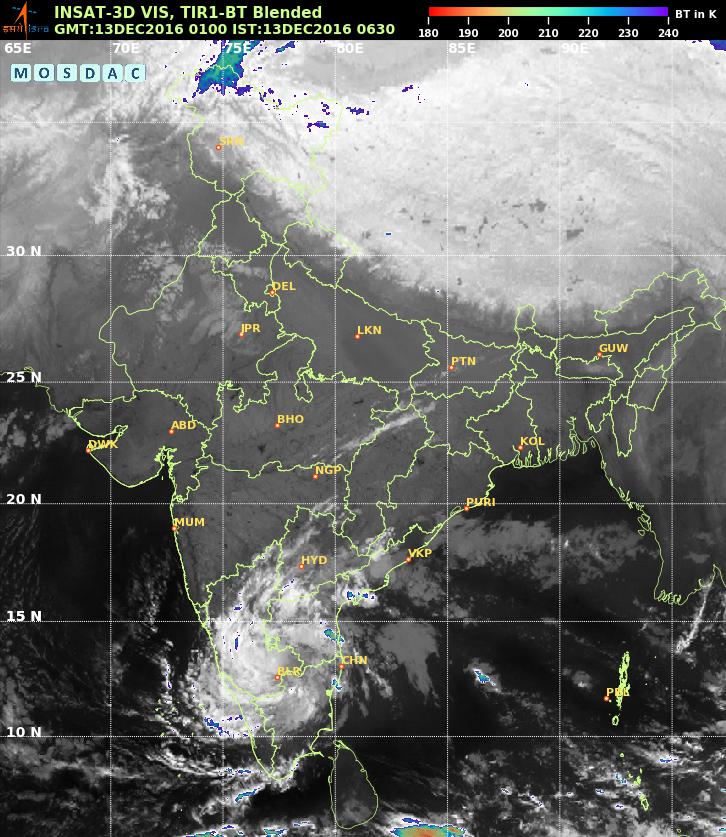 INSAT-3D VIS, TIR1-BT Blended
GMT:13DEC2016 0100 IST:13DEC2016 0630
BT in K
180 190 200 210 220 230 240
65E 70E 75E 80E 85E 90E
MOSDAC
SRN
30 N
DEL
JPR LKN
GUW
PTN
25 N
ABD BHO
DWK KOL
NGP
20 N
PURI
MUM
VKP
HYD
15 N
CHN
BLR
PBL
10 N